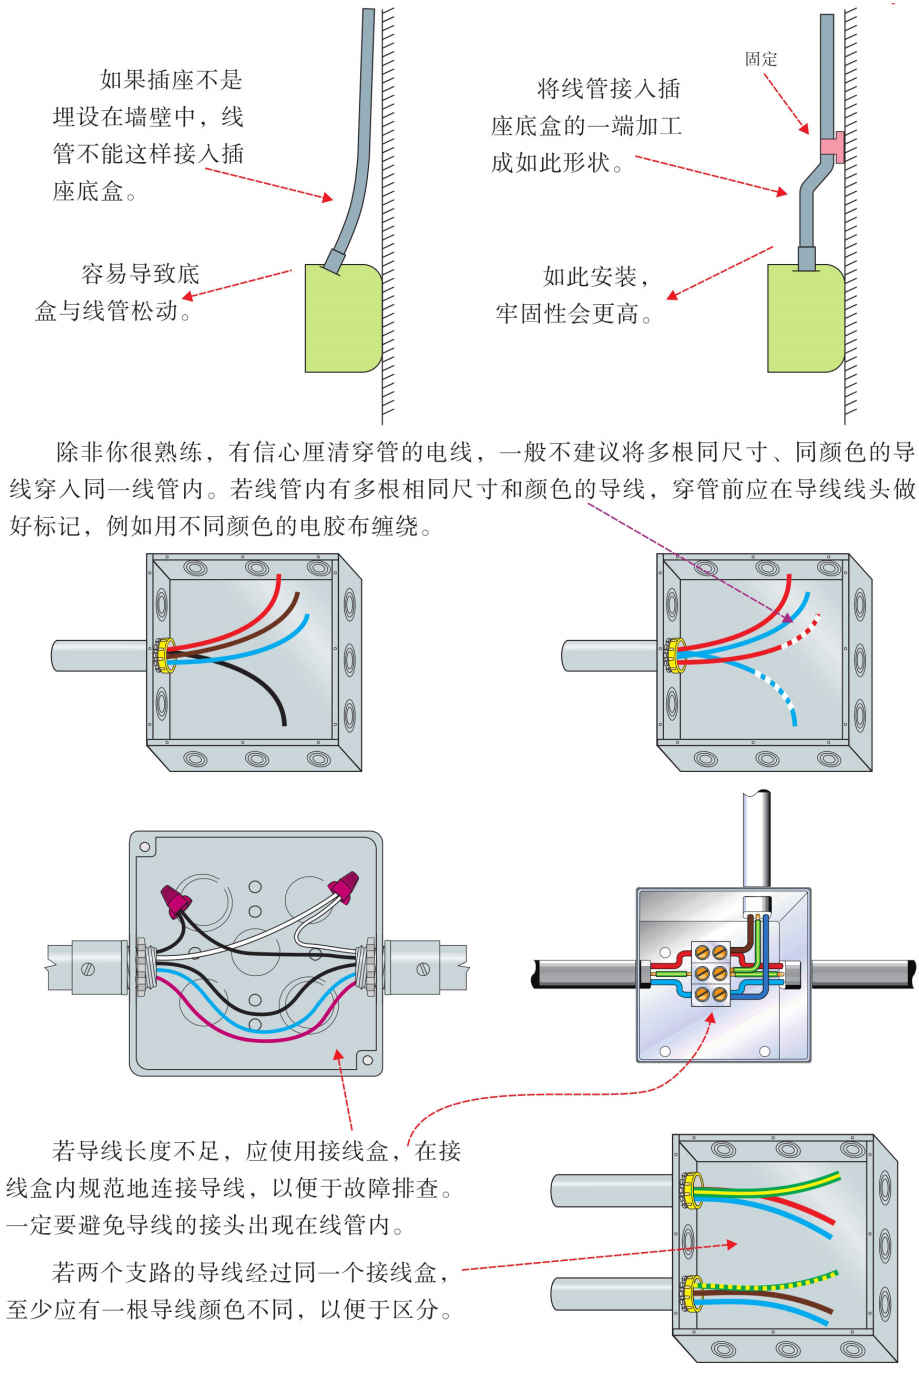 如果插座不是
埋设在墙壁中，线
管不能这样接入插
座底盒。
容易导致底
盒与线管松动。
固定
将线管接入插
座底盒的一端加工
成如此形状。
如此安装，
牢固性会更高。
除非你很熟练，有信心厘清穿管的电线，一般不建议将多根同尺寸、同颜色的导
线穿入同一线管内。若线管内有多根相同尺寸和颜色的导线，穿管前应在导线线头做
好标记，例如用不同颜色的电胶布缠绕。
若导线长度不足，应使用接线盒，在接
线盒内规范地连接导线，以便于故障排查。
一定要避免导线的接头出现在线管内。
若两个支路的导线经过同一个接线盒，
至少应有一根导线颜色不同，以便于区分。